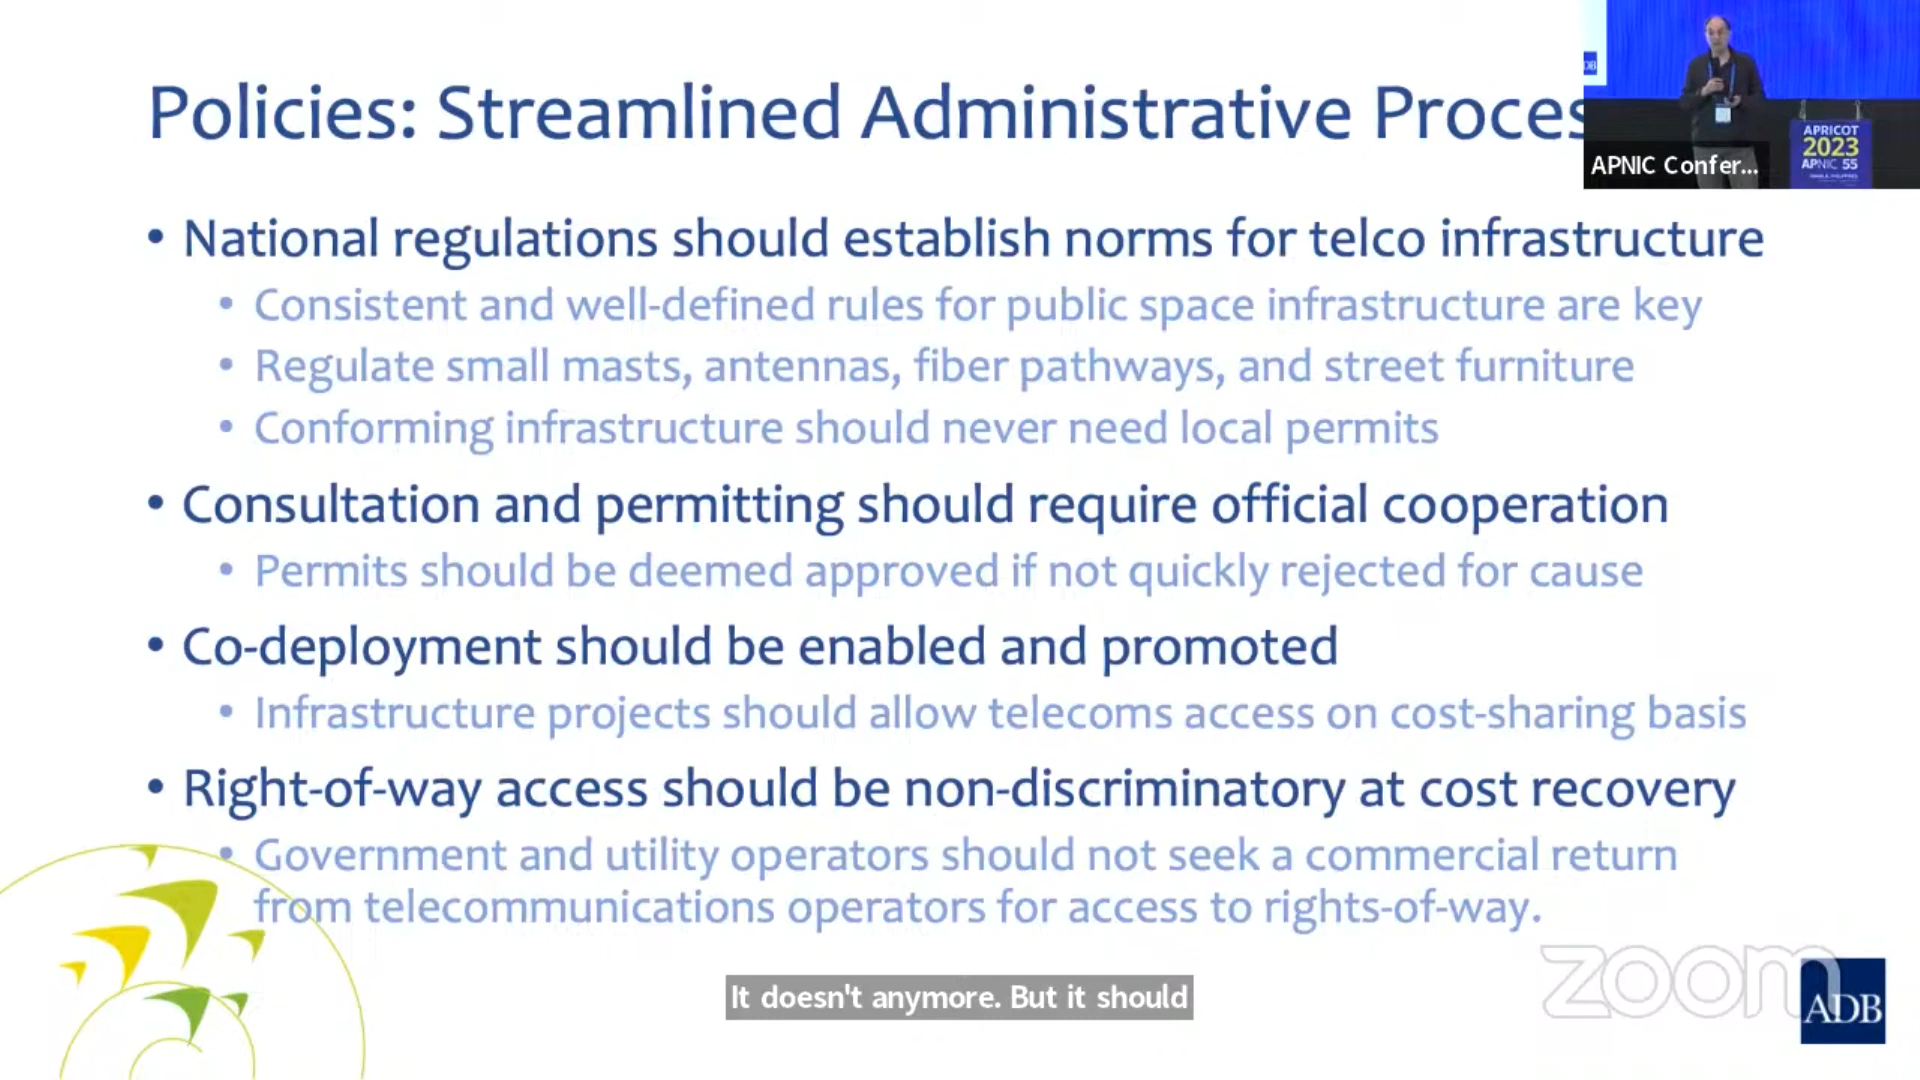 Policies: Streamlined Administrative Proces
• National regulations should establish norms for telco infrastructure
• Consistent and well-defined rules for public space infrastructure are key
• Regulate small masts, antennas, fiber pathways, and street furniture
• Conforming infrastructure should never need local permits
• Consultation and permitting should require official cooperation
• Permits should be deemed approved if not quickly rejected for cause
• Co-deployment should be enabled and promoted
• Infrastructure projects should allow telecoms access on cost-sharing basis
• Right-of-way access should be non-discriminatory at cost recovery
• Government and utility operators should not seek a commercial return
from telecommunications operators for access to rights-of-way.
DB
APRICOT
2023
APNIC 55
APNIC Confer...
It doesn't anymore. But it should
zoom
ADB